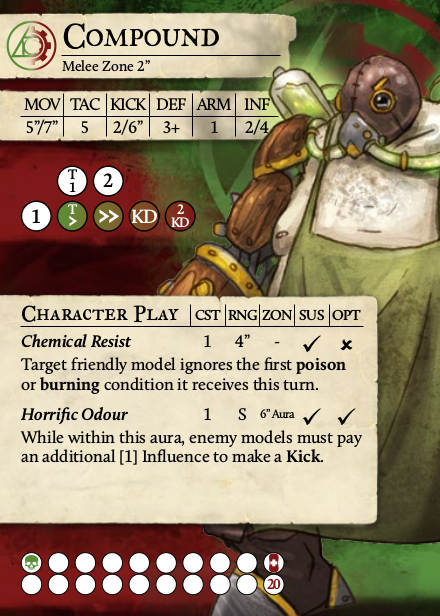 COMPOUND
Melee Zone 2"
MOV TAC KICK DEF ARM INF
5"/7" 5 2/6" 3+ 1 2/4
T
1 2
1 T
> >> KD 2
KD
CHARACTER PLAY CST RNG ZON SUS OPT
Chemical Resist 1 4" - ✓ ✗
Target friendly model ignores the first poison
or burning condition it receives this turn.
Horrific Odour 1 S 6" Aura ✓ ✓
While within this aura, enemy models must pay
an additional [1] Influence to make a Kick.
20